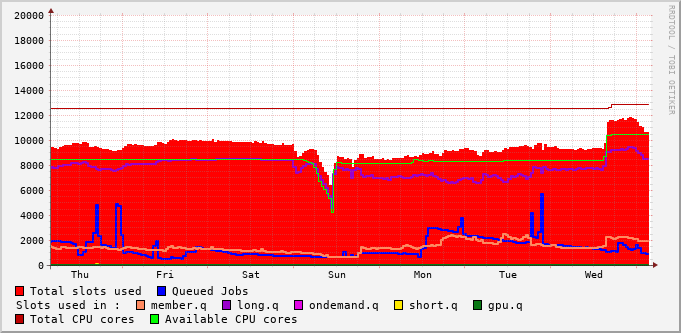 RRDTOOL / TOBI OETIKER
20000
18000
16000
14000
12000
10000
8000
6000
4000
2000
0
Thu Fri Sat Sun Mon Tue Wed
Total slots used Queued Jobs
Slots used in : member.q long.q ondemand.q short.q gpu.q
Total CPU cores Available CPU cores